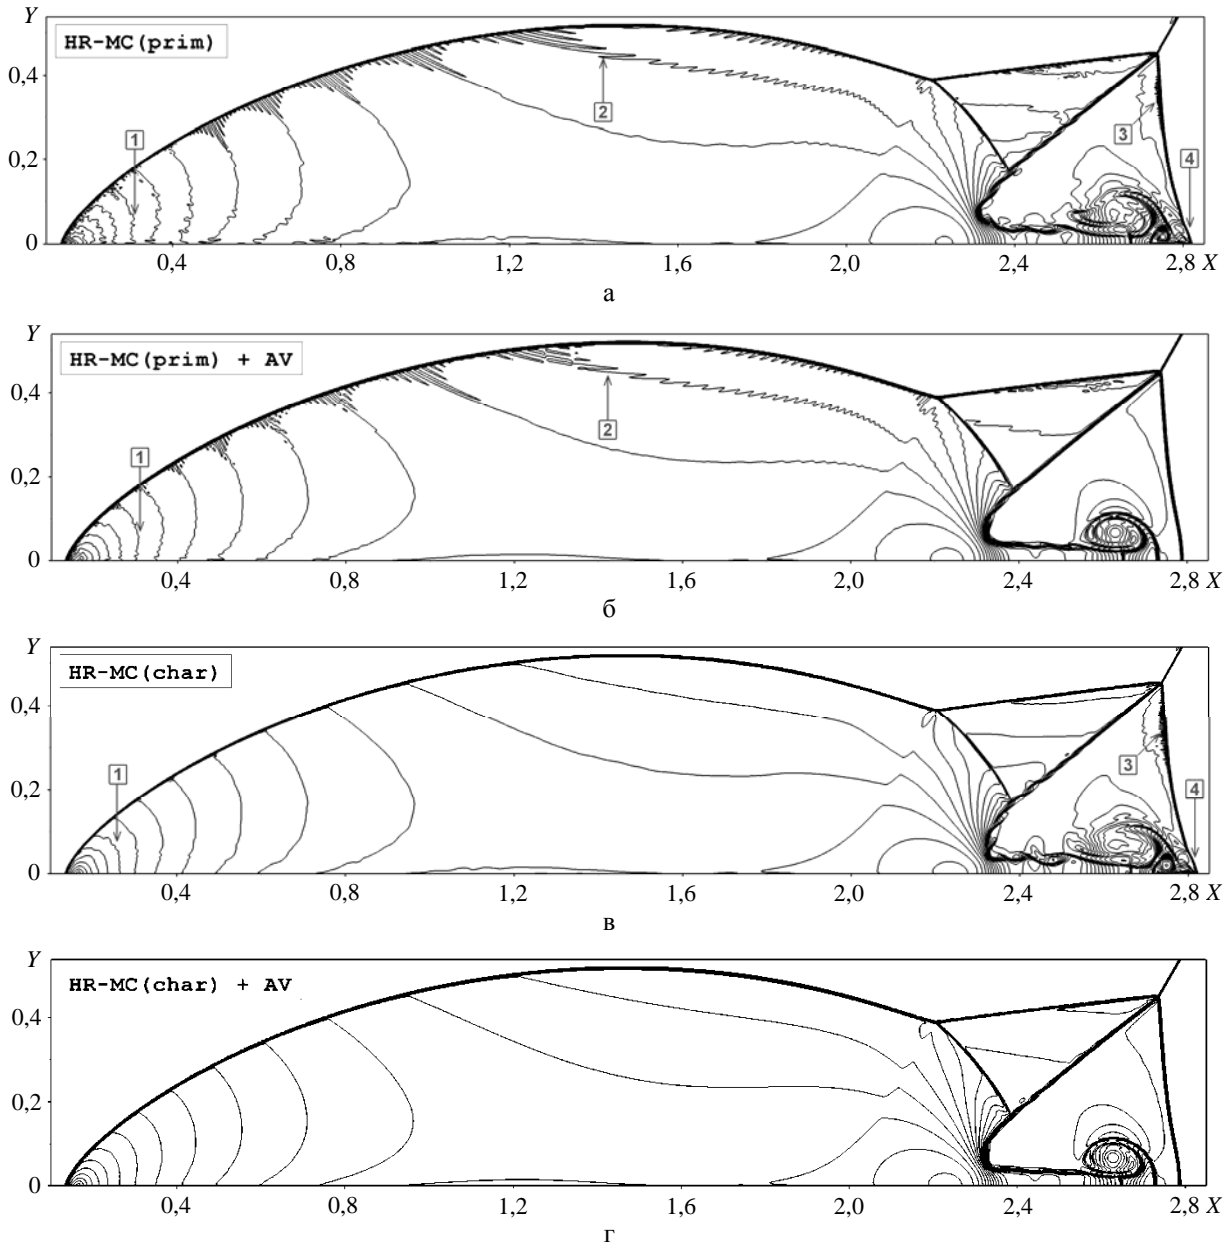 Y
HR-MC(prim)
0,4
0,2
0
1
2
3
4
0,4 0,8 1,2 1,6 2,0 2,4 2,8 X
а
Y
HR-MC(prim) + AV
0,4
0,2
0
1
2
0,4 0,8 1,2 1,6 2,0 2,4 2,8 X
б
Y
HR-MC(char)
0,4
0,2
0
1
3
4
0,4 0,8 1,2 1,6 2,0 2,4 2,8 X
в
Y
HR-MC(char) + AV
0,4
0,2
0
0,4 0,8 1,2 1,6 2,0 2,4 2,8 X
г